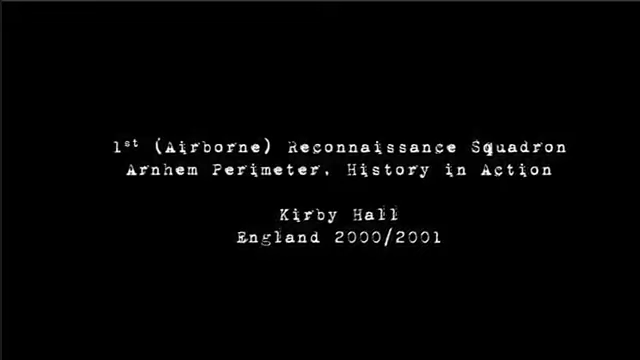 1st (Airborne) Reconnaissance Squadron
Arnhem Perimeter. History in Action
Kirby Hall
England 2000/2001